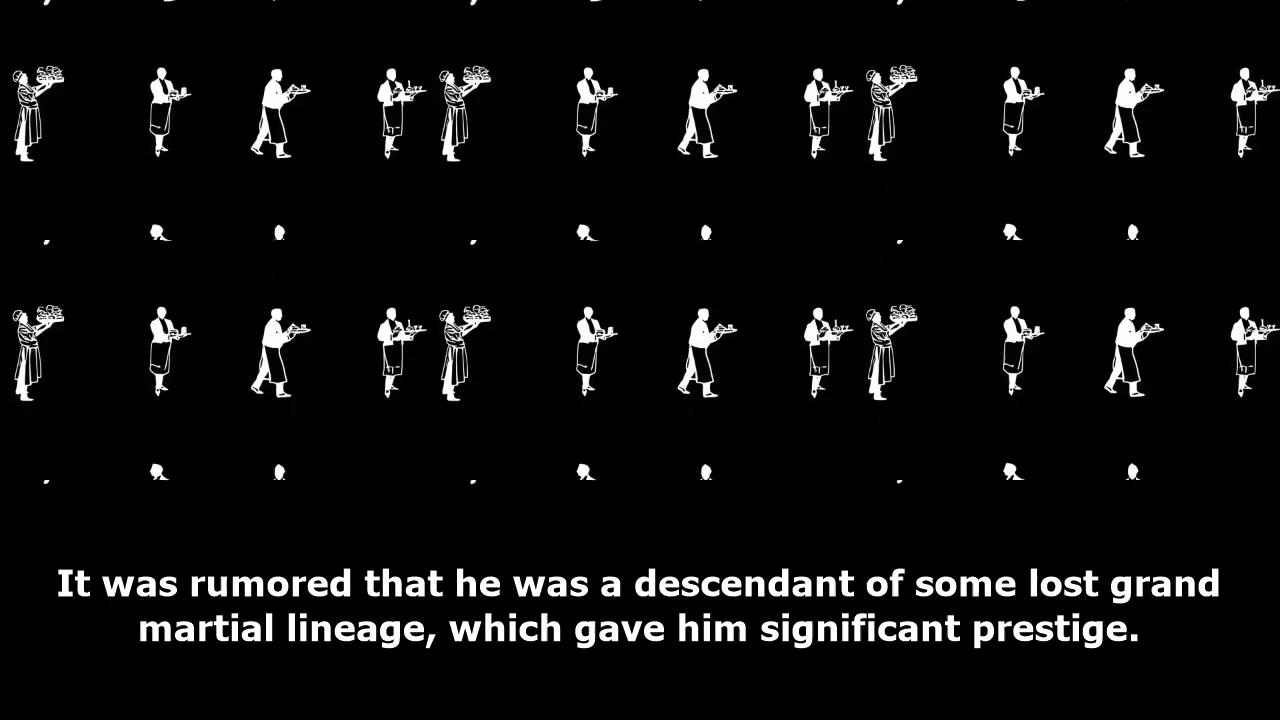 It was rumored that he was a descendant of some lost grand
martial lineage, which gave him significant prestige.